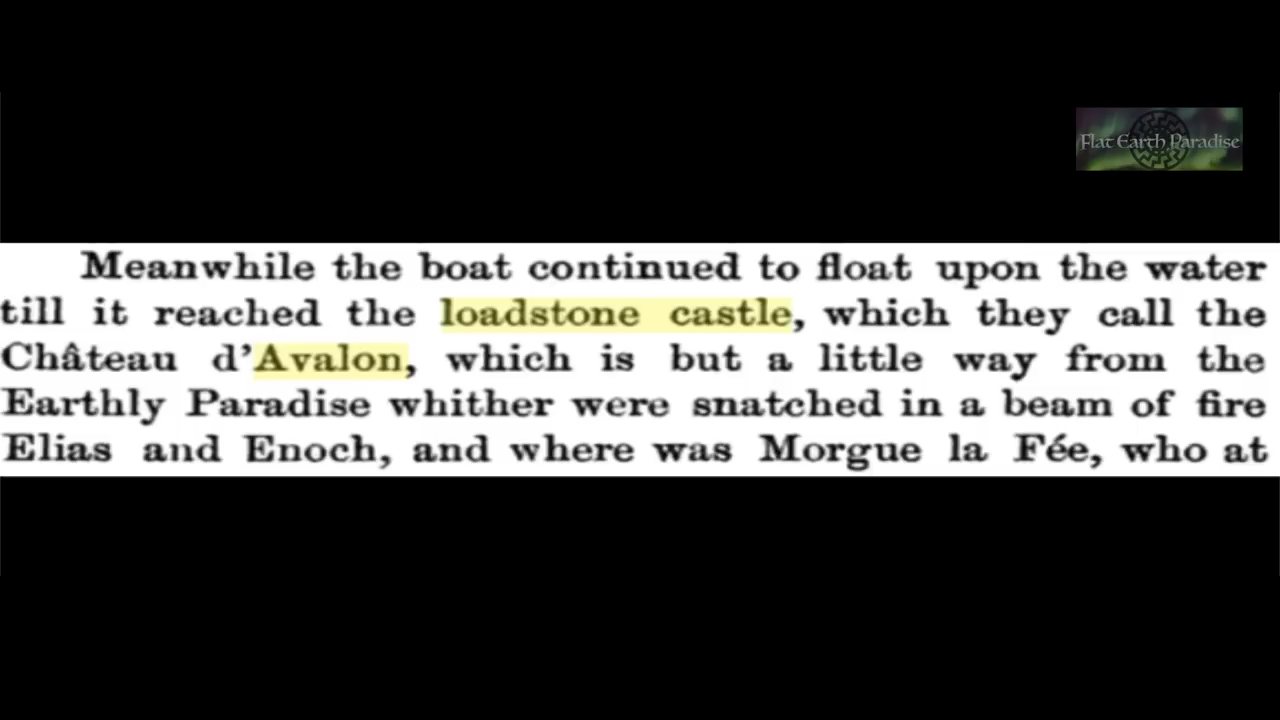 Flat Earth Paradise
Meanwhile the boat continued to float upon the water
till it reached the loadstone castle, which they call the
Château d’Avalon, which is but a little way from the
Earthly Paradise whither were snatched in a beam of fire
Elias and Enoch, and where was Morgue la Fée, who at